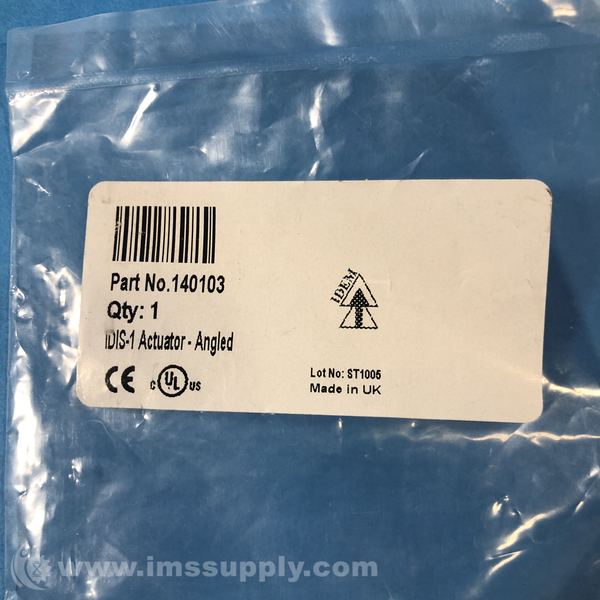 Part No.140103
Qty: 1
IDIS-1 Actuator - Angled
CE c UL us
IDEM
Lot No: ST1005
Made in UK
www.imssupply.com